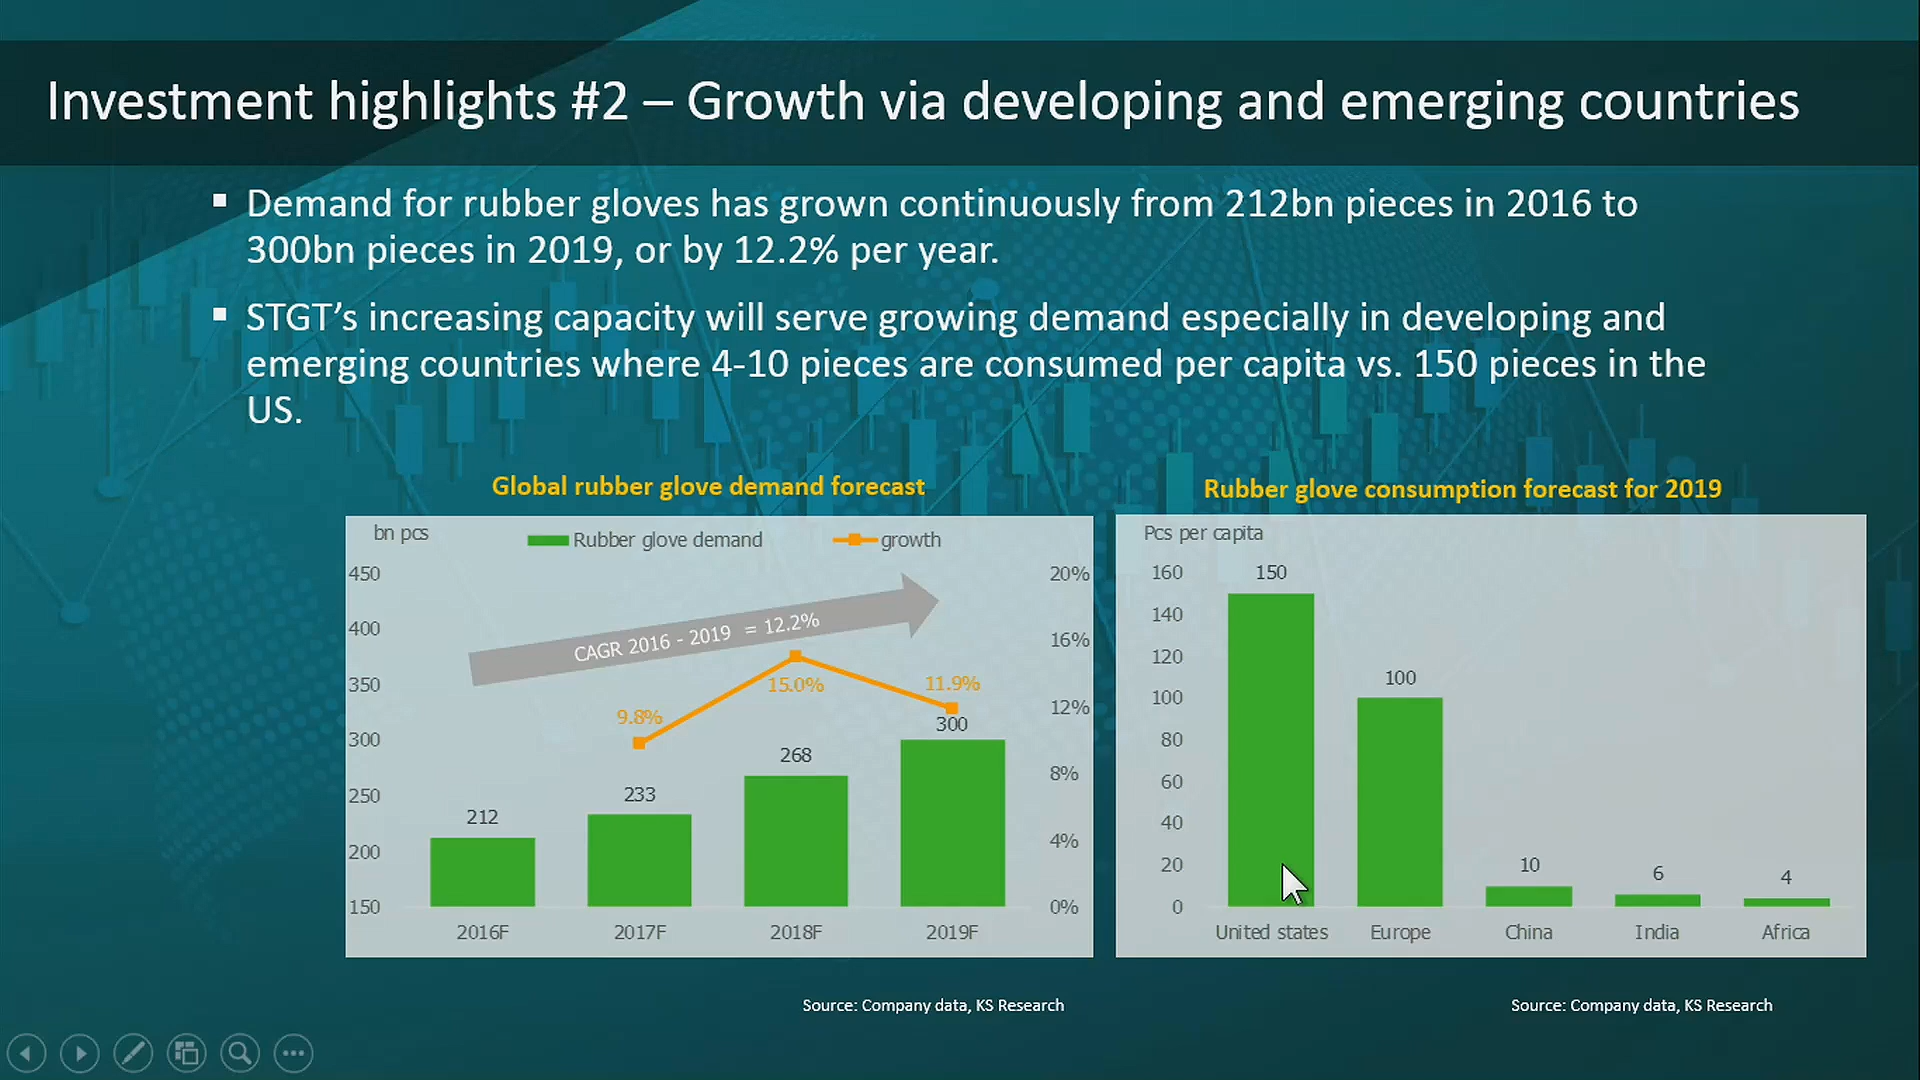 Investment highlights #2 – Growth via developing and emerging countries
▪ Demand for rubber gloves has grown continuously from 212bn pieces in 2016 to
300bn pieces in 2019, or by 12.2% per year.
▪ STGT’s increasing capacity will serve growing demand especially in developing and
emerging countries where 4-10 pieces are consumed per capita vs. 150 pieces in the
US.
Global rubber glove demand forecast
bn pcs
Rubber glove demand
growth
450
400
350
300
250
200
150
20%
16%
12%
8%
4%
0%
CAGR 2016 - 2019 = 12.2%
9.8%
15.0%
11.9%
212
233
268
300
2016F
2017F
2018F
2019F
Source: Company data, KS Research
Rubber glove consumption forecast for 2019
Pcs per capita
160
140
120
100
80
60
40
20
0
150
100
10
6
4
United states
Europe
China
India
Africa
Source: Company data, KS Research